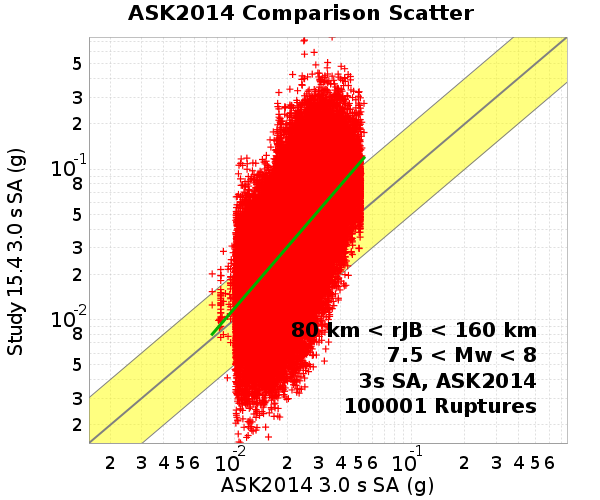 ASK2014 Comparison Scatter
Study 15.4 3.0 s SA (g)
5
3
2
10^-1
8
5
3
2
10^-2
8
5
3
2
80 km < rJB < 160 km
7.5 < Mw < 8
3s SA, ASK2014
100001 Ruptures
2 3 4 5 6 10^-2 2 3 4 5 6 10^-1 2 3 4 5 6
ASK2014 3.0 s SA (g)